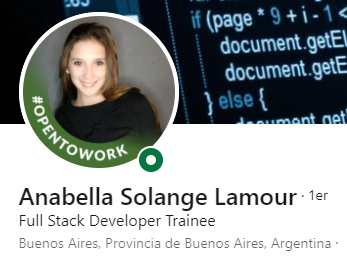 if (page * 9 + i - 1 <
document.getEl
document.getE
} else {
#OPENTOWORK
Anabella Solange Lamour · 1er
Full Stack Developer Trainee
Buenos Aires, Provincia de Buenos Aires, Argentina ·